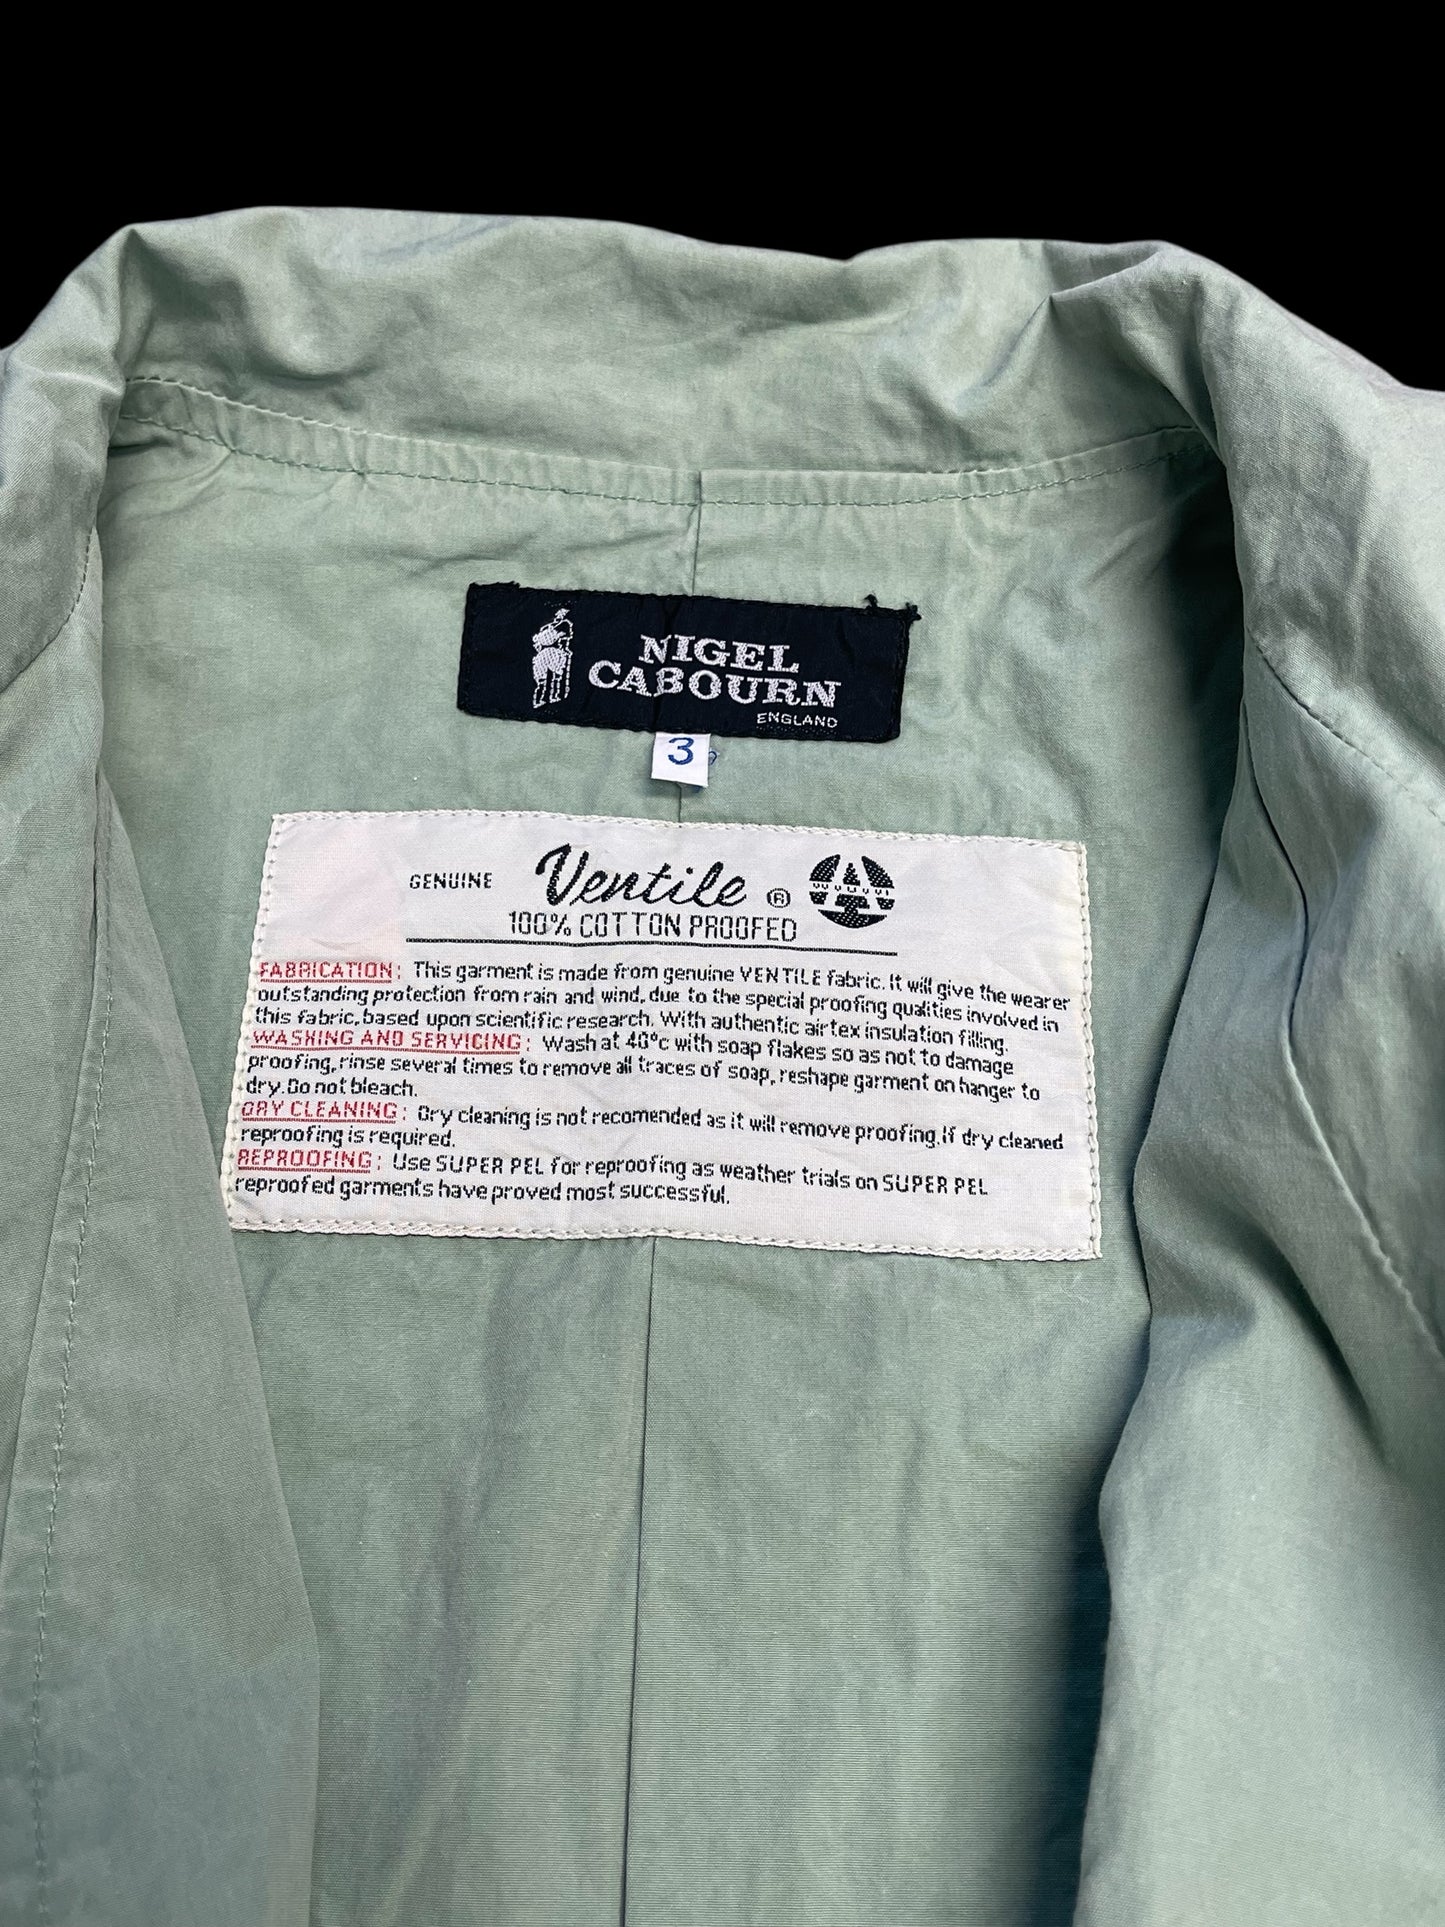 NIGEL
CABOURN
ENGLAND
3
GENUINE Ventile ®
100% COTTON PROOFED
FABRICATION: This garment is made from genuine VENTILE fabric. It will give the wearer
outstanding protection from rain and wind, due to the special proofing qualities involved in
this fabric, based upon scientific research. With authentic airtex insulation filling.
WASHING AND SERVICING: Wash at 40°c with soap flakes so as not to damage
proofing, rinse several times to remove all traces of soap, reshape garment on hanger to
dry. Do not bleach.
DRY CLEANING: Dry cleaning is not recomended as it will remove proofing. If dry cleaned
reproofing is required.
REPROOFING: Use SUPER PEL for reproofing as weather trials on SUPER PEL
reproofed garments have proved most successful.